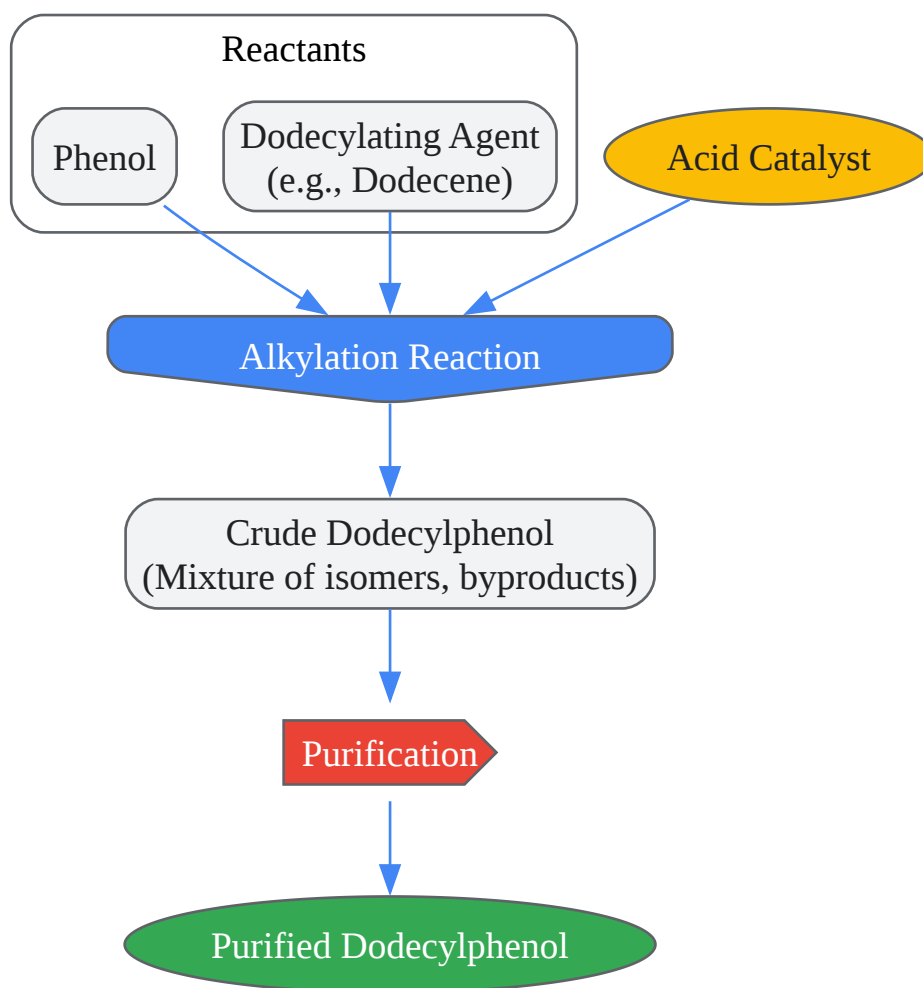 Reactants
Phenol
Dodecylating Agent
(e.g., Dodecene)
Acid Catalyst
Alkylation Reaction
Crude Dodecylphenol
(Mixture of isomers, byproducts)
Purification
Purified Dodecylphenol